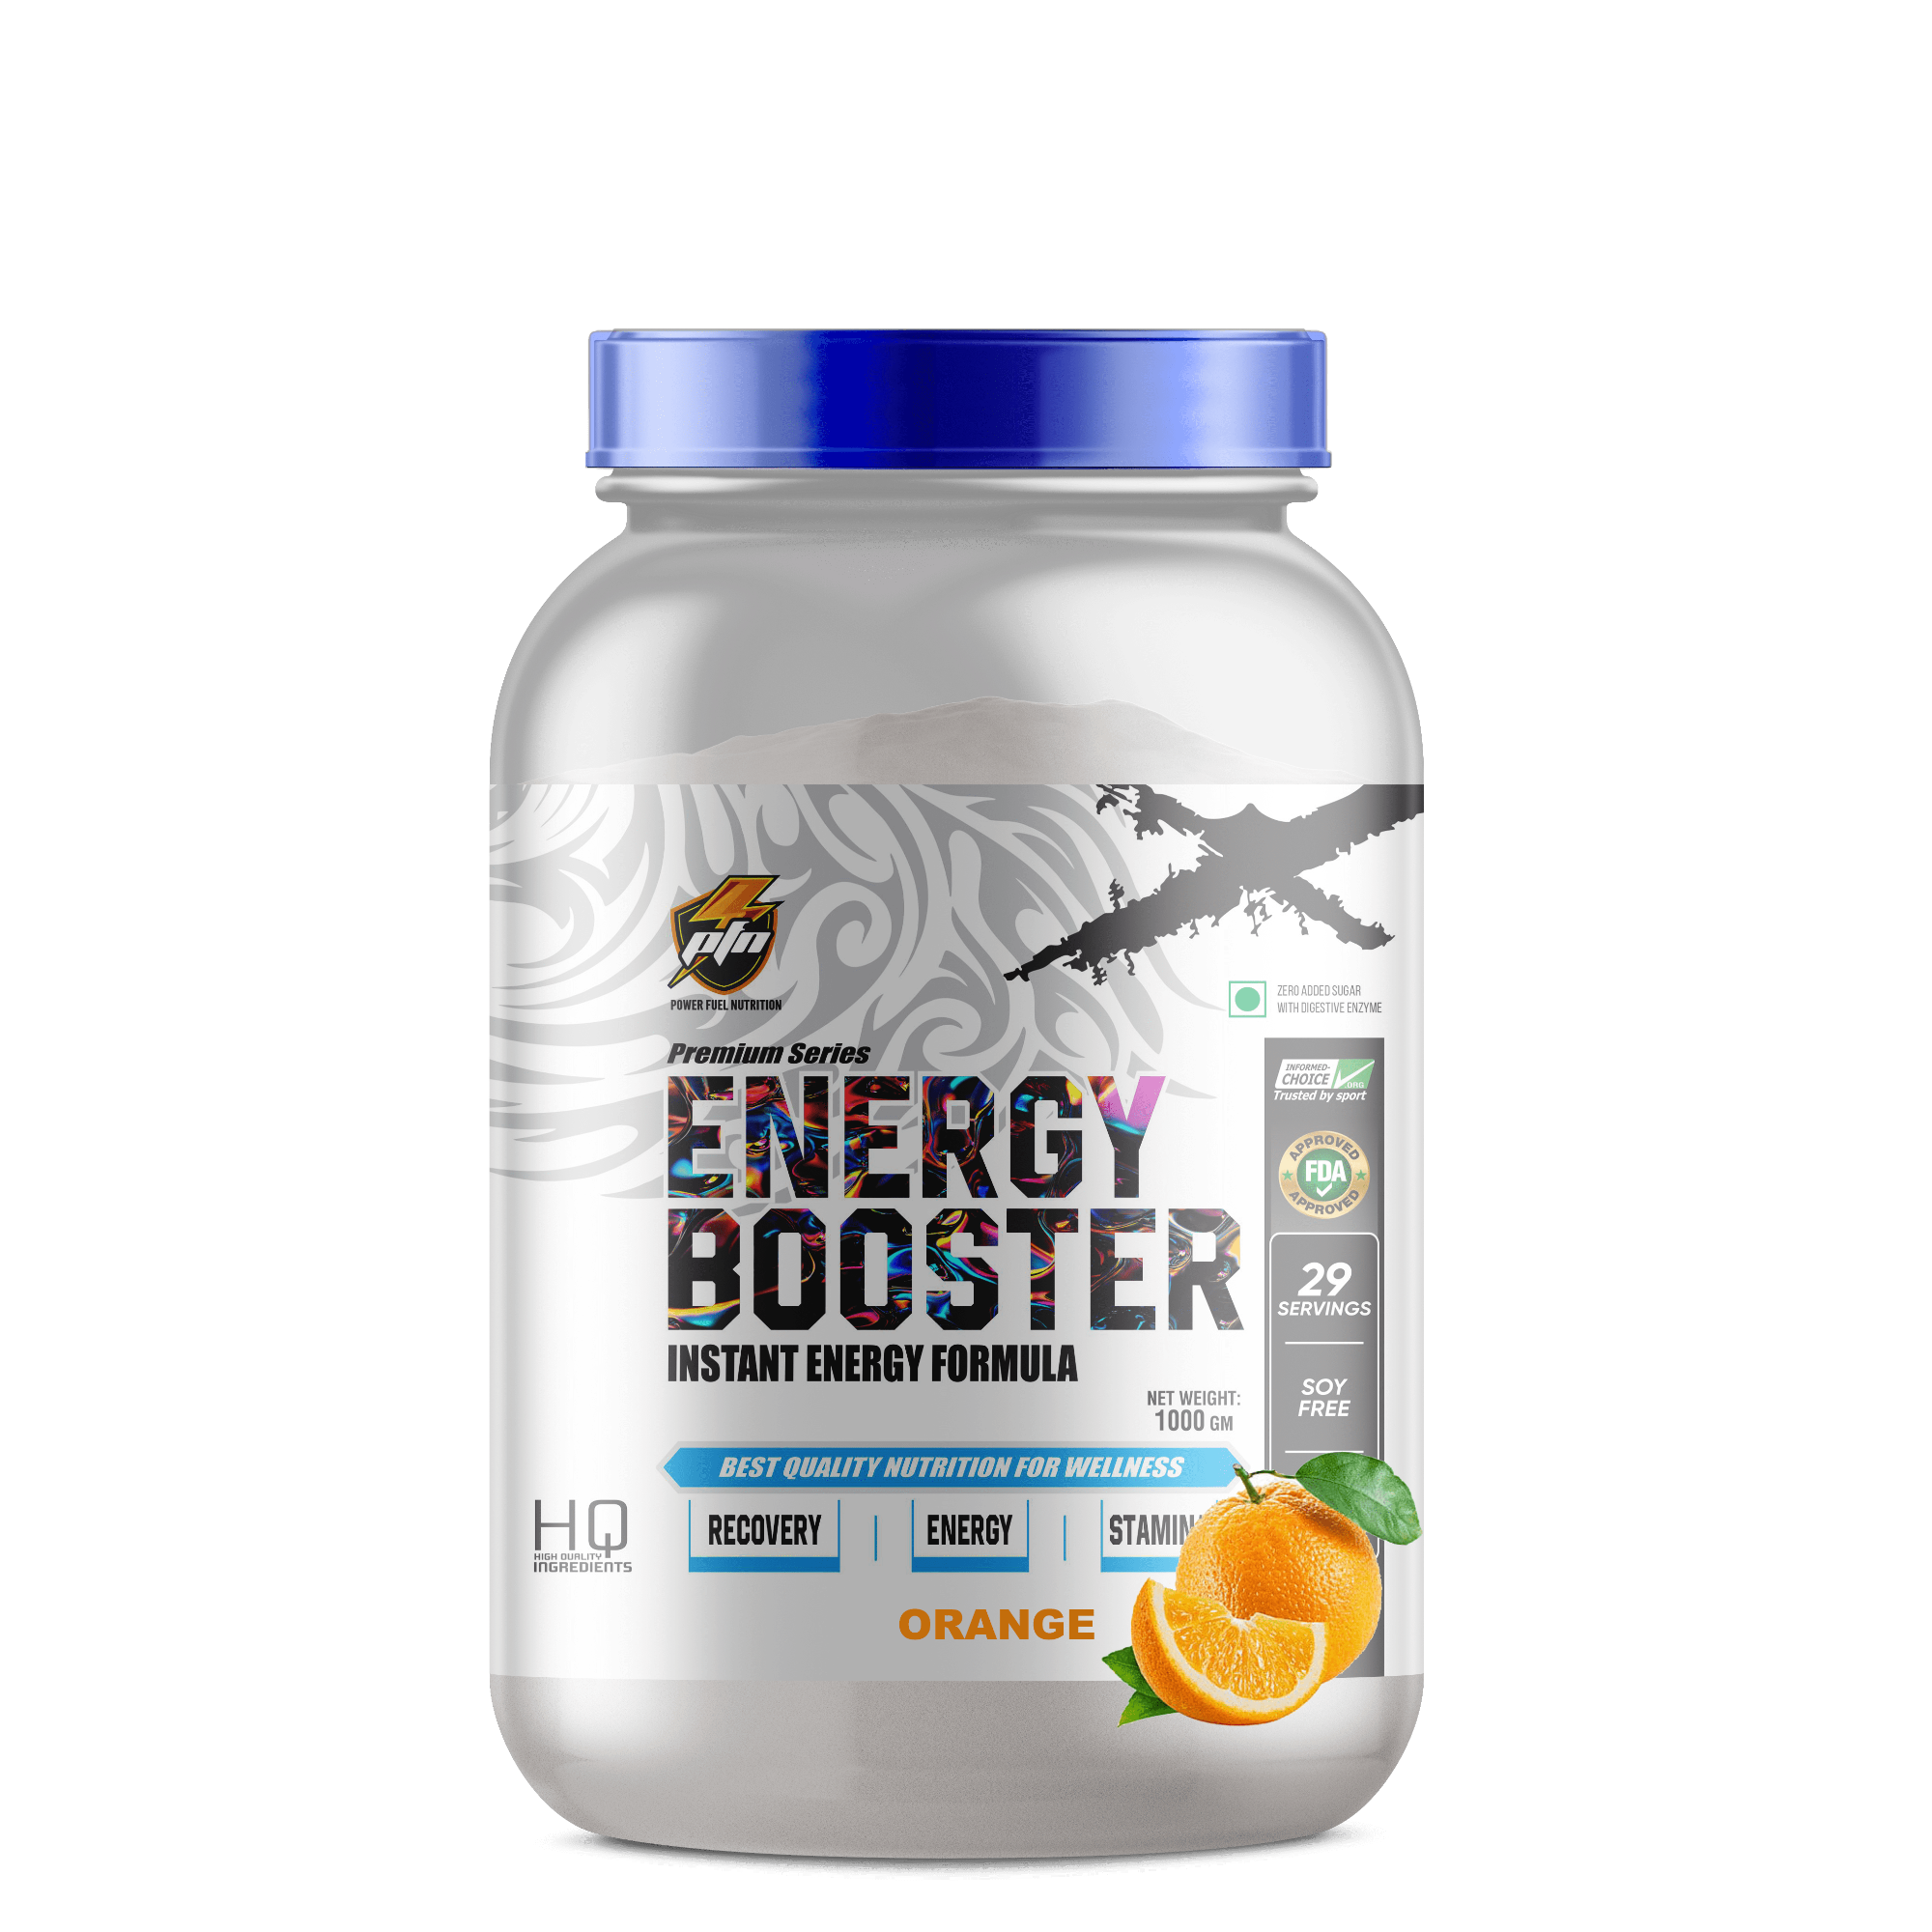 pfn
POWER FUEL NUTRITION
ZERO ADDED SUGAR
WITH DIGESTIVE ENZYME
Premium Series
ENERGY
BOOSTER
INSTANT ENERGY FORMULA
NET WEIGHT:
1000 GM
INFORMED-
CHOICE
.ORG
Trusted by sport
APPROVED
FDA
APPROVED
29
SERVINGS
SOY
FREE
BEST QUALITY NUTRITION FOR WELLNESS
RECOVERY
ENERGY
STAMIN
HQ
HIGH QUALITY
INGREDIENTS
ORANGE